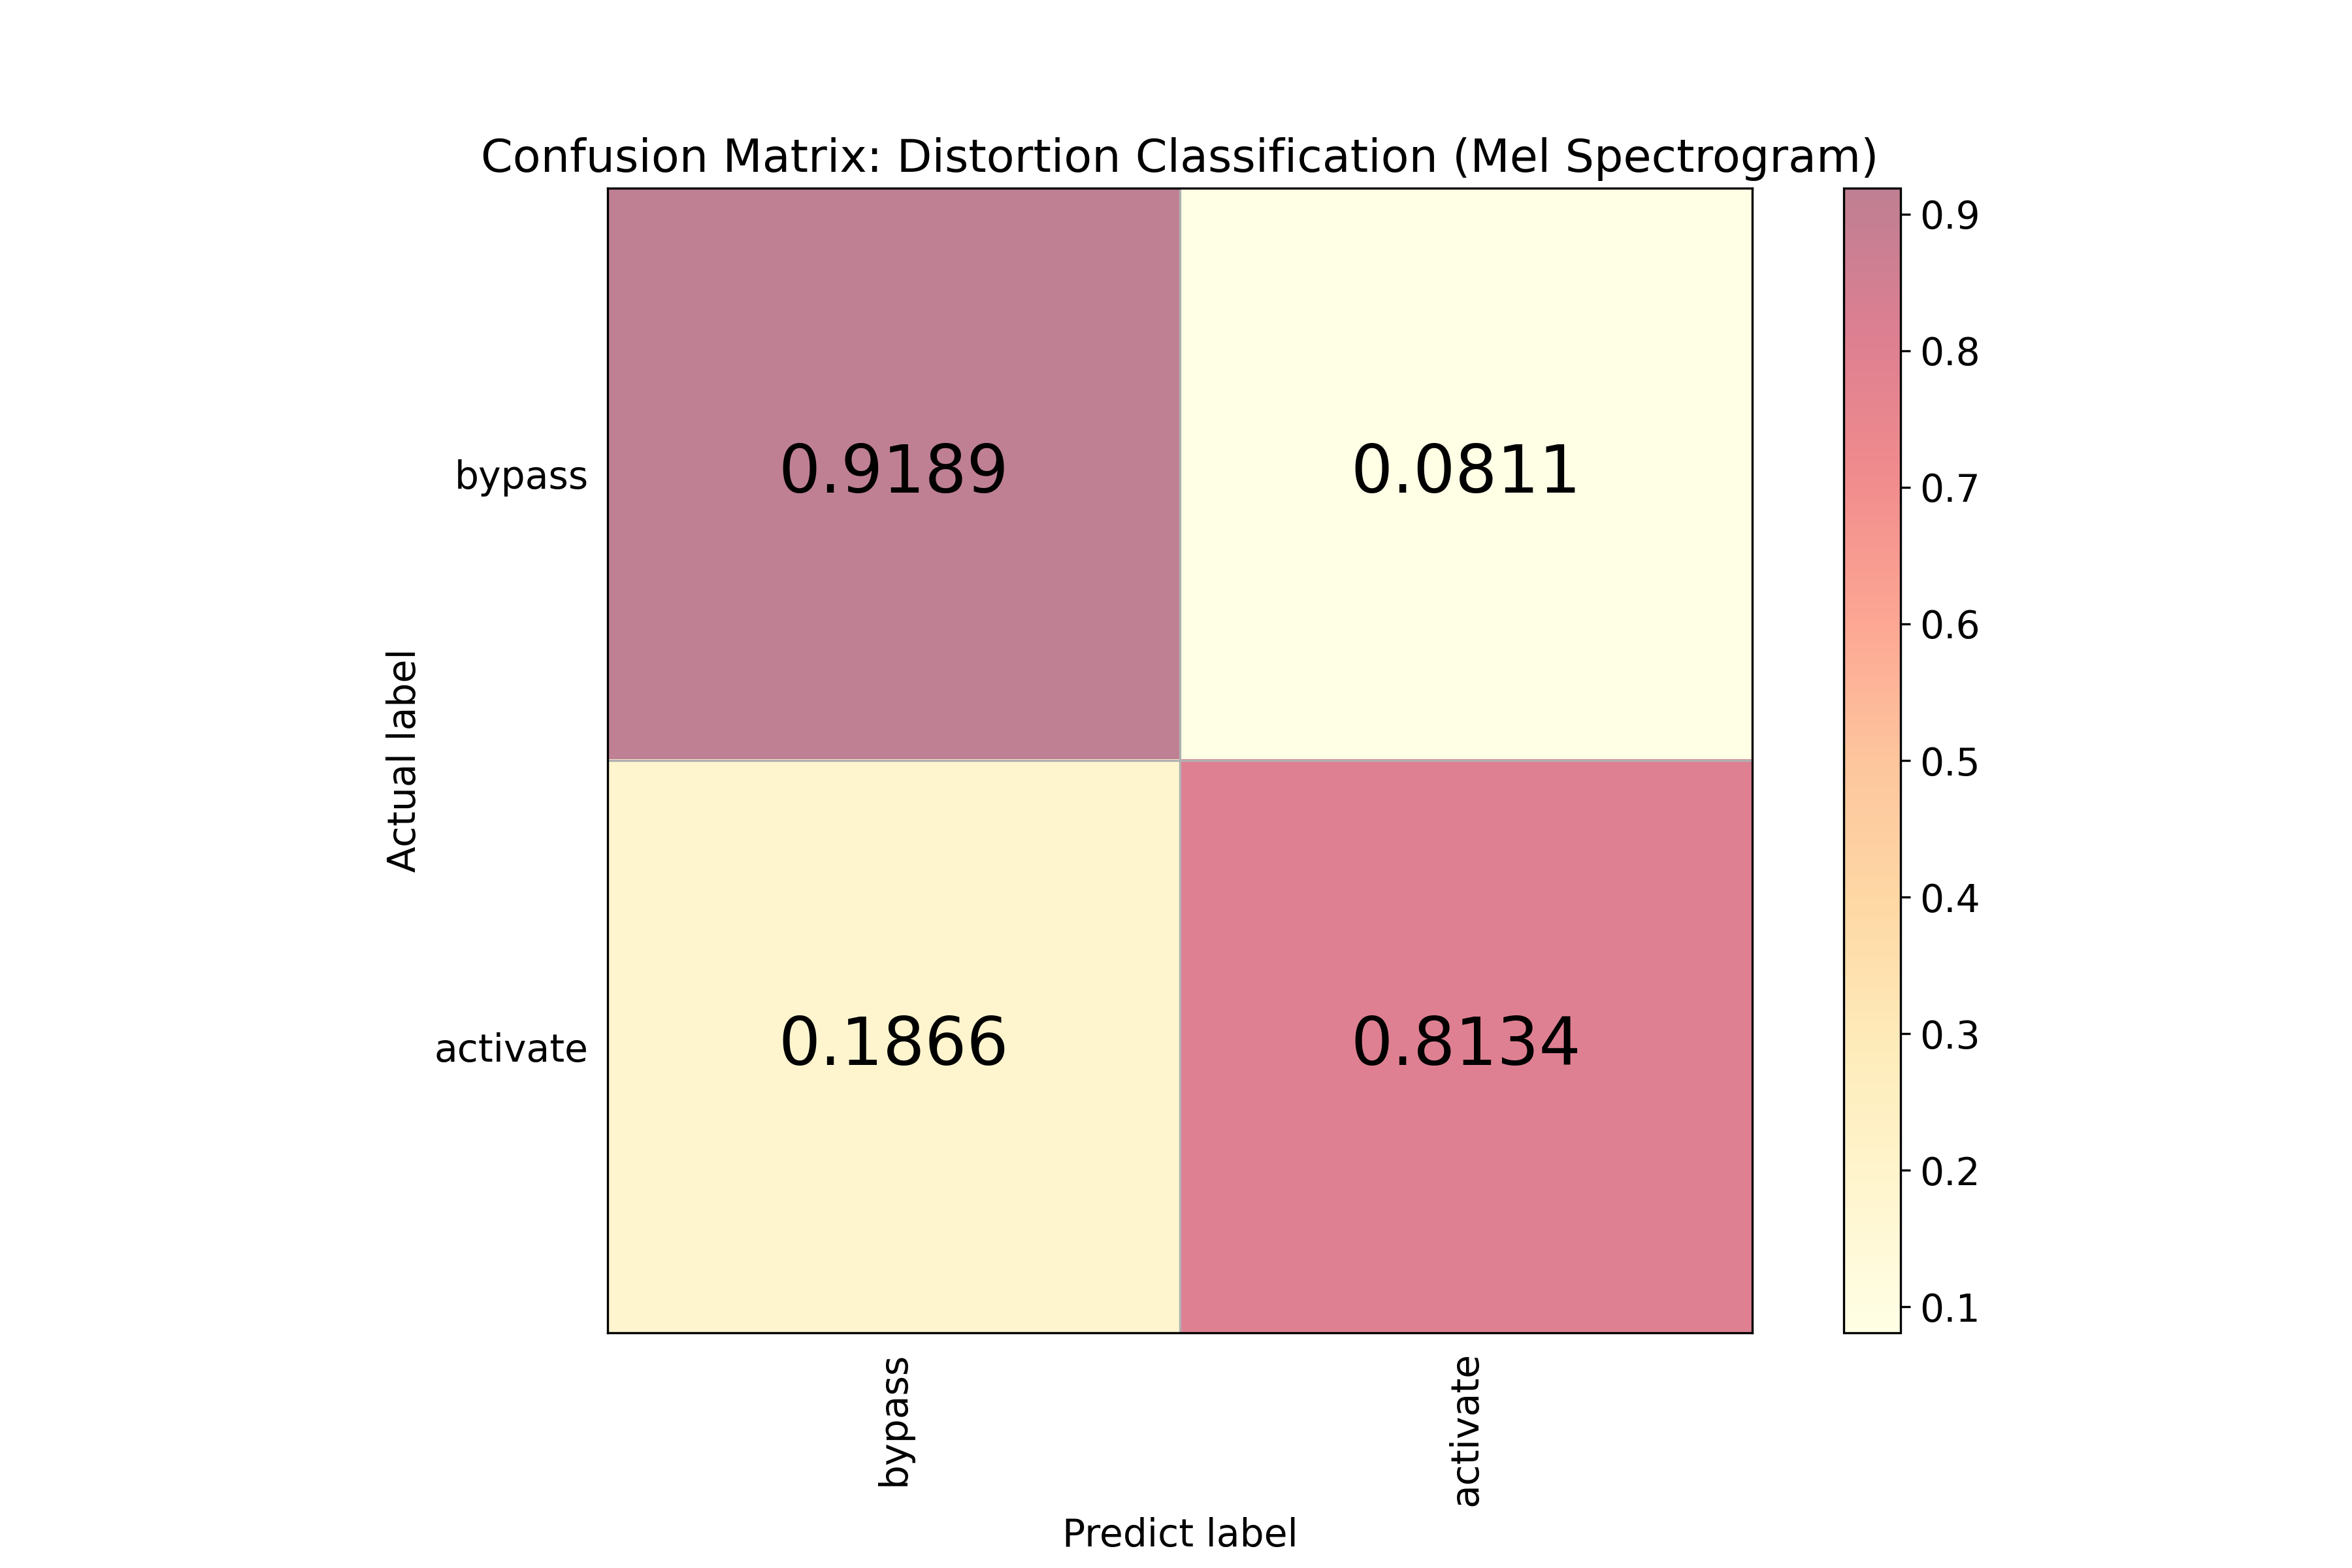 Confusion Matrix: Distortion Classification (Mel Spectrogram)
Actual label
bypass
0.9189
0.0811
activate
0.1866
0.8134
bypass
activate
Predict label
0.9
0.8
0.7
0.6
0.5
0.4
0.3
0.2
0.1